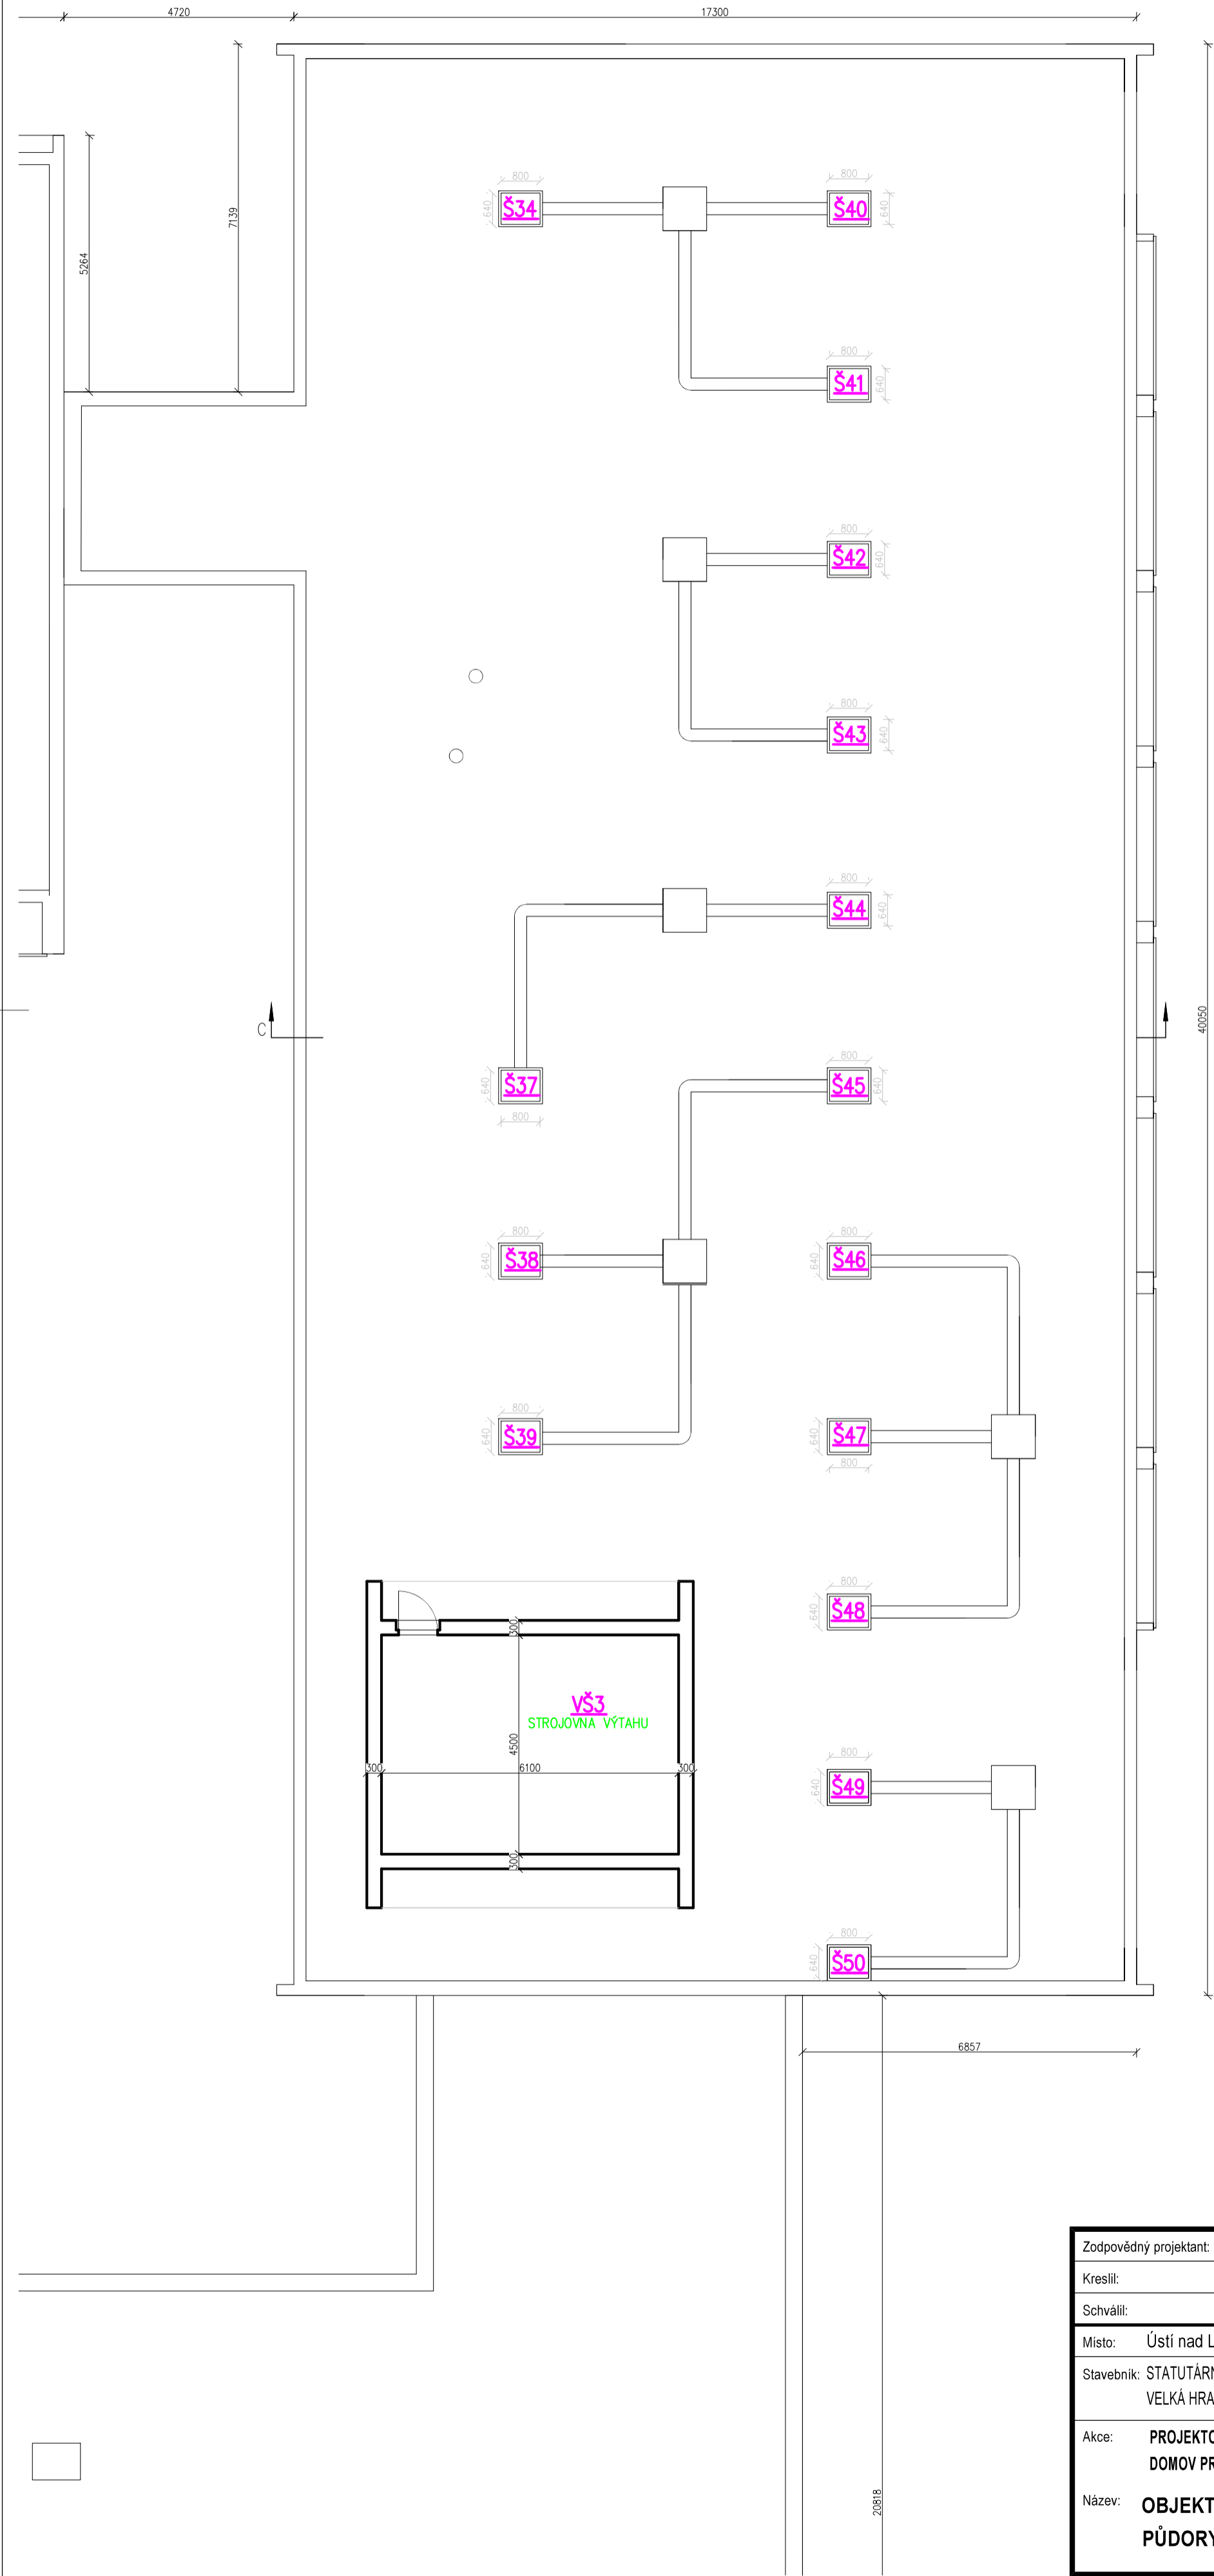 4720
17300
7139
5264
800
640
Š34
800
640
Š40
800
640
Š41
800
640
Š42
800
640
Š43
800
640
Š44
40050
C
640
Š37
800
800
640
Š45
800
640
Š38
800
640
Š46
800
640
Š39
640
Š47
800
800
640
Š48
300
VŠ3
STROJOVNA VÝTAHU
4500
300
6100
300
300
800
640
Š49
800
640
Š50
6857
20818
Zodpovědný projektant:
Kreslil:
Schválil:
Místo: Ústí nad L
Stavebník: STATUTÁRN
VELKÁ HRA
Akce: PROJEKTO
DOMOV PR
Název: OBJEKT
PŮDORY